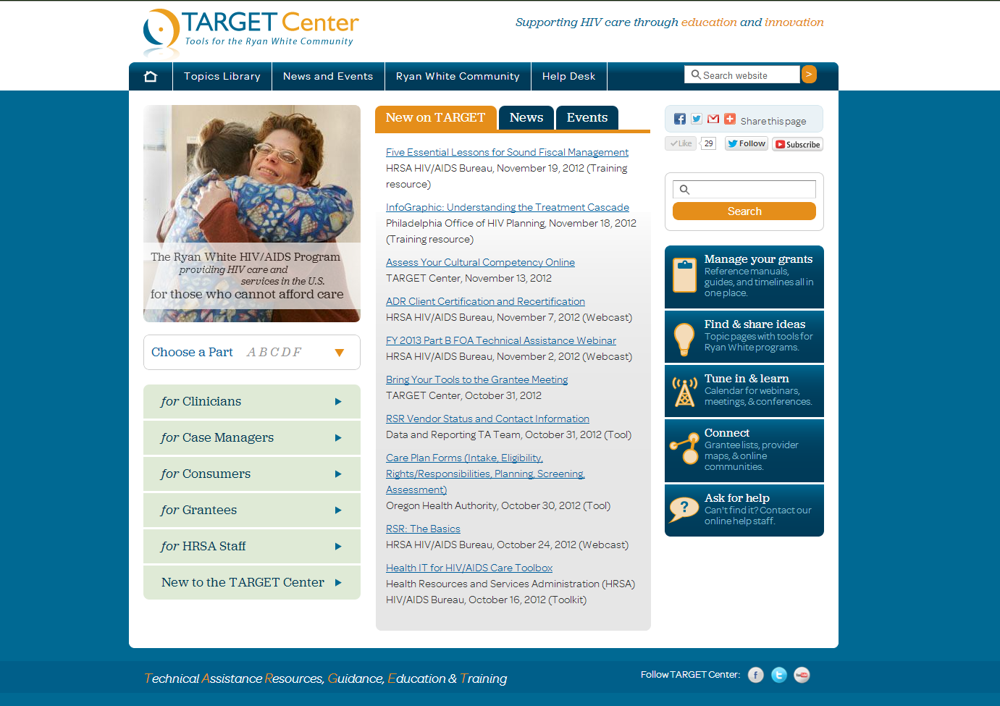 TARGET Center
Tools for the Ryan White Community
Supporting HIV care through education and innovation
Topics Library
News and Events
Ryan White Community
Help Desk
Search website
>
The Ryan White HIV/AIDS Program
providing HIV care and
services in the U.S.
for those who cannot afford care
Choose a Part A B C D F
for Clinicians
for Case Managers
for Consumers
for Grantees
for HRSA Staff
New to the TARGET Center
New on TARGET
News
Events
Five Essential Lessons for Sound Fiscal Management
HRSA HIV/AIDS Bureau, November 19, 2012 (Training
resource)
InfoGraphic: Understanding the Treatment Cascade
Philadelphia Office of HIV Planning, November 18, 2012
(Training resource)
Assess Your Cultural Competency Online
TARGET Center, November 13, 2012
ADR Client Certification and Recertification
HRSA HIV/AIDS Bureau, November 7, 2012 (Webcast)
FY 2013 Part B FOA Technical Assistance Webinar
HRSA HIV/AIDS Bureau, November 2, 2012 (Webcast)
Bring Your Tools to the Grantee Meeting
TARGET Center, October 31, 2012
RSR Vendor Status and Contact Information
Data and Reporting TA Team, October 31, 2012 (Tool)
Care Plan Forms (Intake, Eligibility,
Rights/Responsibilities, Planning, Screening,
Assessment)
Oregon Health Authority, October 30, 2012 (Tool)
RSR: The Basics
HRSA HIV/AIDS Bureau, October 24, 2012 (Webcast)
Health IT for HIV/AIDS Care Toolbox
Health Resources and Services Administration (HRSA)
HIV/AIDS Bureau, October 16, 2012 (Toolkit)
Share this page
Like 29
Follow
Subscribe
Search
Manage your grants
Reference manuals,
guides, and timelines all in
one place.
Find & share ideas
Topic pages with tools for
Ryan White programs.
Tune in & learn
Calendar for webinars,
meetings, & conferences.
Connect
Grantee lists, provider
maps, & online
communities.
?
Ask for help
Can't find it? Contact our
online help staff.
Technical Assistance Resources, Guidance, Education & Training
Follow TARGET Center: